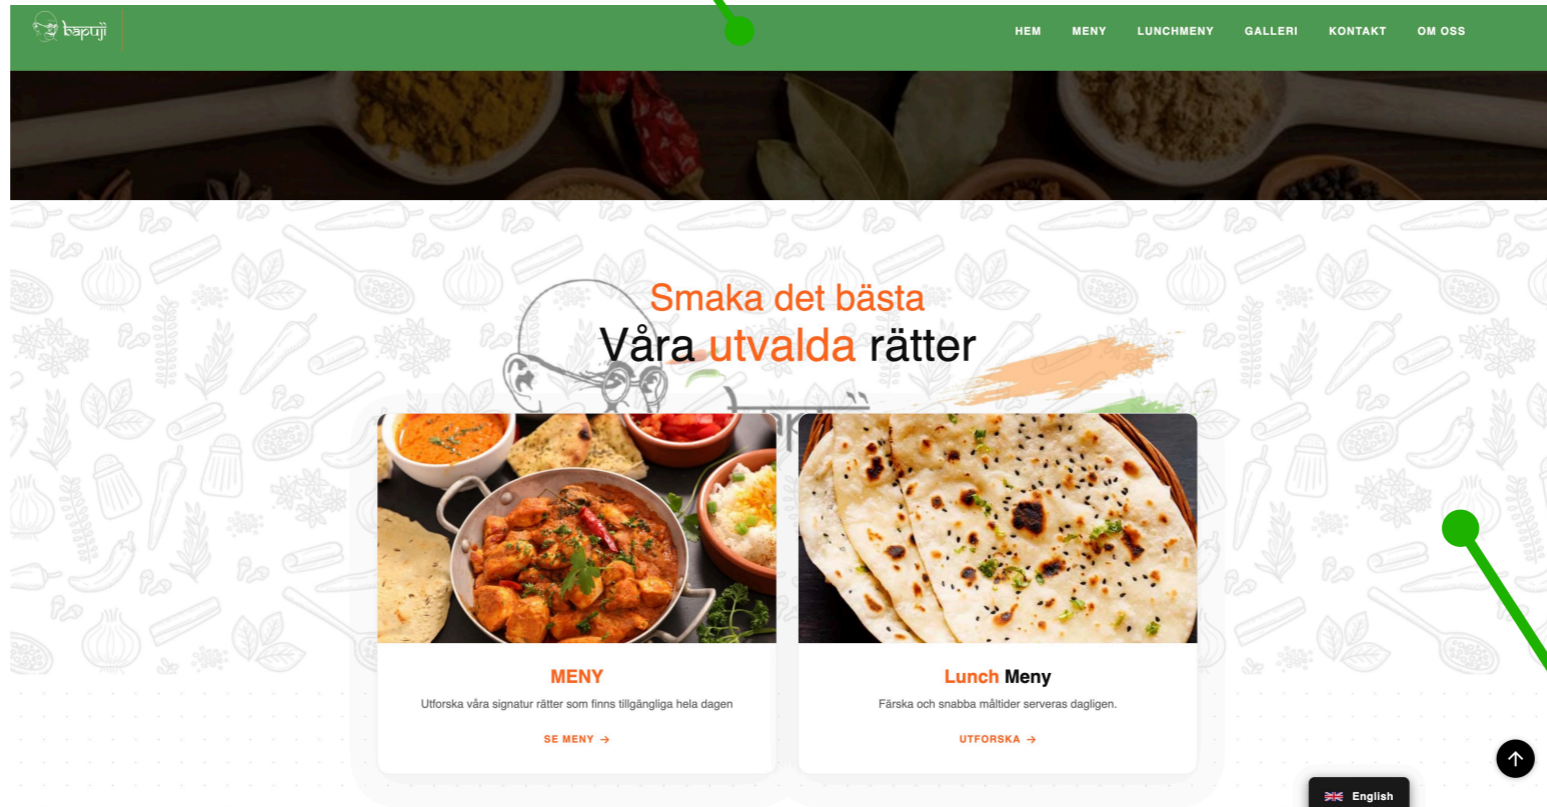 bapuji
HEM MENY LUNCHMENY GALLERI KONTAKT OM OSS
Smaka det bästa
Våra utvalda rätter
MENY
Utforska våra signatur rätter som finns tillgängliga hela dagen
SE MENY →
Lunch Meny
Färska och snabba måltider serveras dagligen.
UTFORSKA →
English